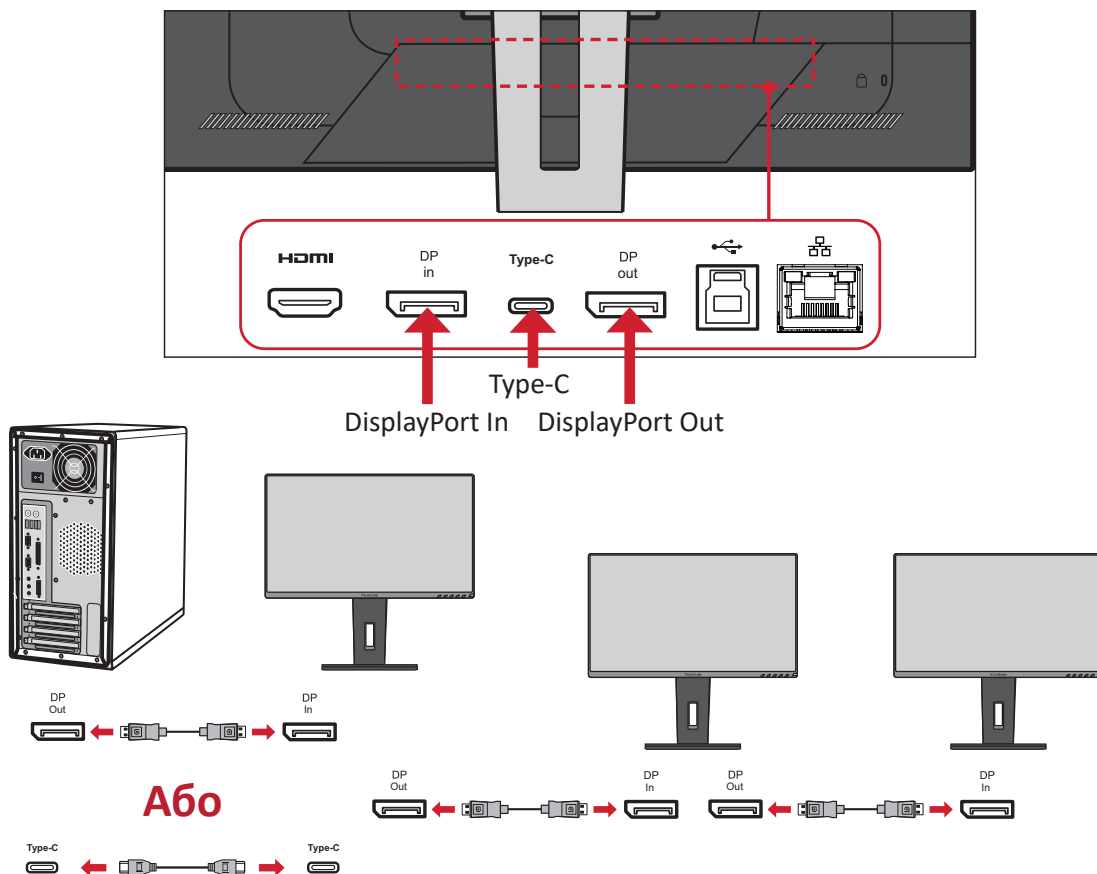 HDMI
DP
in
Type-C
DP
out
Type-C
DisplayPort In
DisplayPort Out
DP
Out
DP
In
Або
Type-C
Type-C
DP
Out
DP
In
DP
Out
DP
In